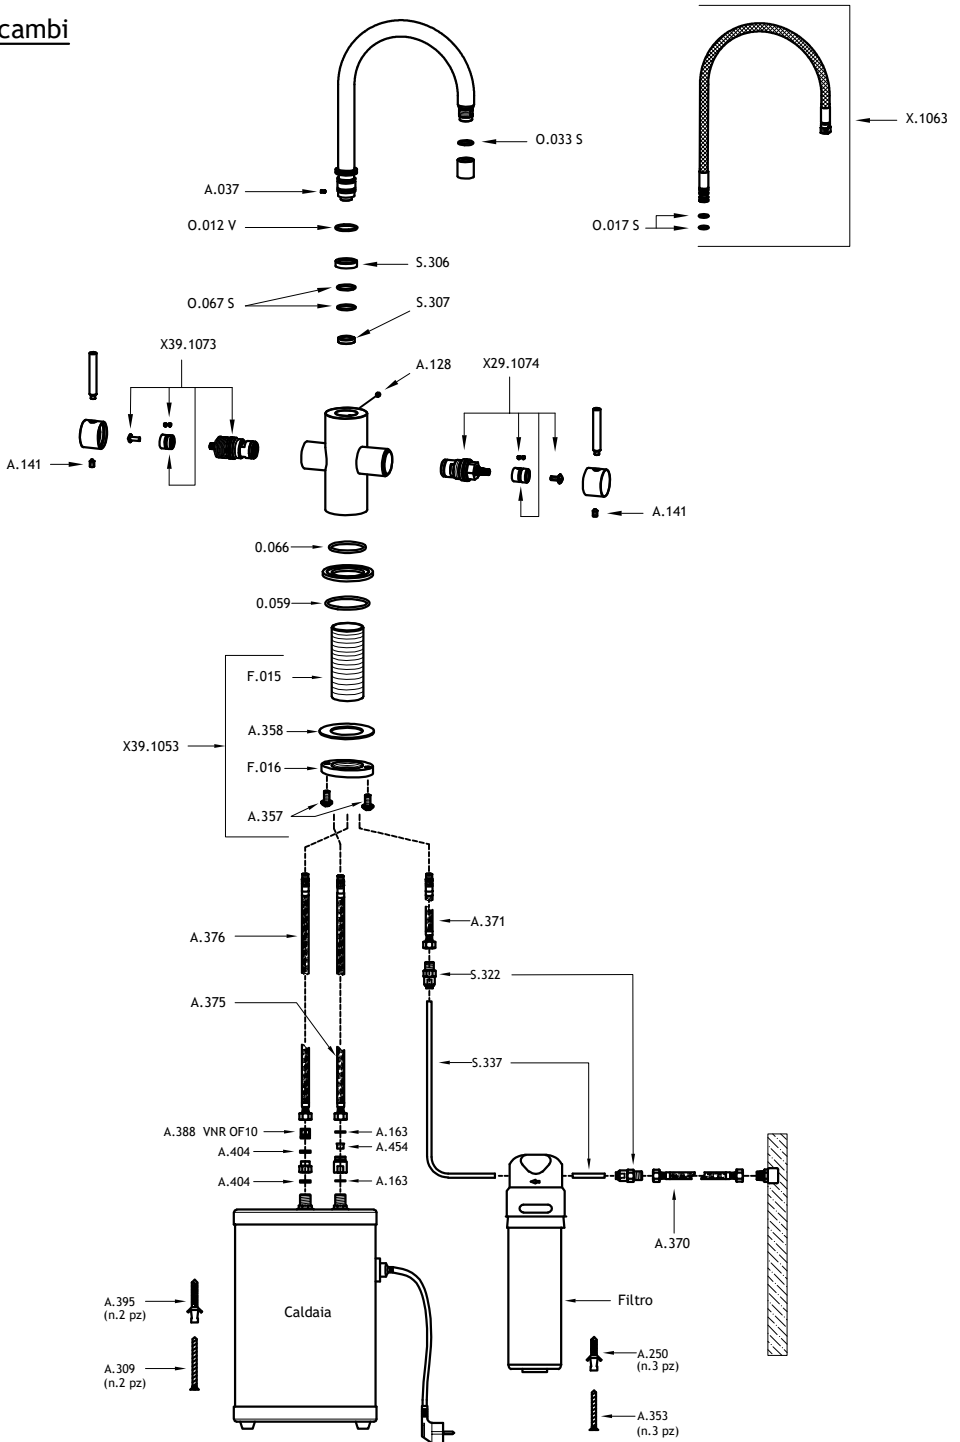 cambi
X.1063
O.033 S
A.037
O.012 V
O.017 S
S.306
O.067 S
S.307
X39.1073
A.128
X29.1074
A.141
A.141
0.066
0.059
F.015
A.358
X39.1053
F.016
A.357
A.371
A.376
S.322
A.375
S.337
A.388 VNR OF10
A.163
A.404
A.454
A.404
A.163
A.370
A.395
(n.2 pz)
Caldaia
Filtro
A.309
(n.2 pz)
A.250
(n.3 pz)
A.353
(n.3 pz)